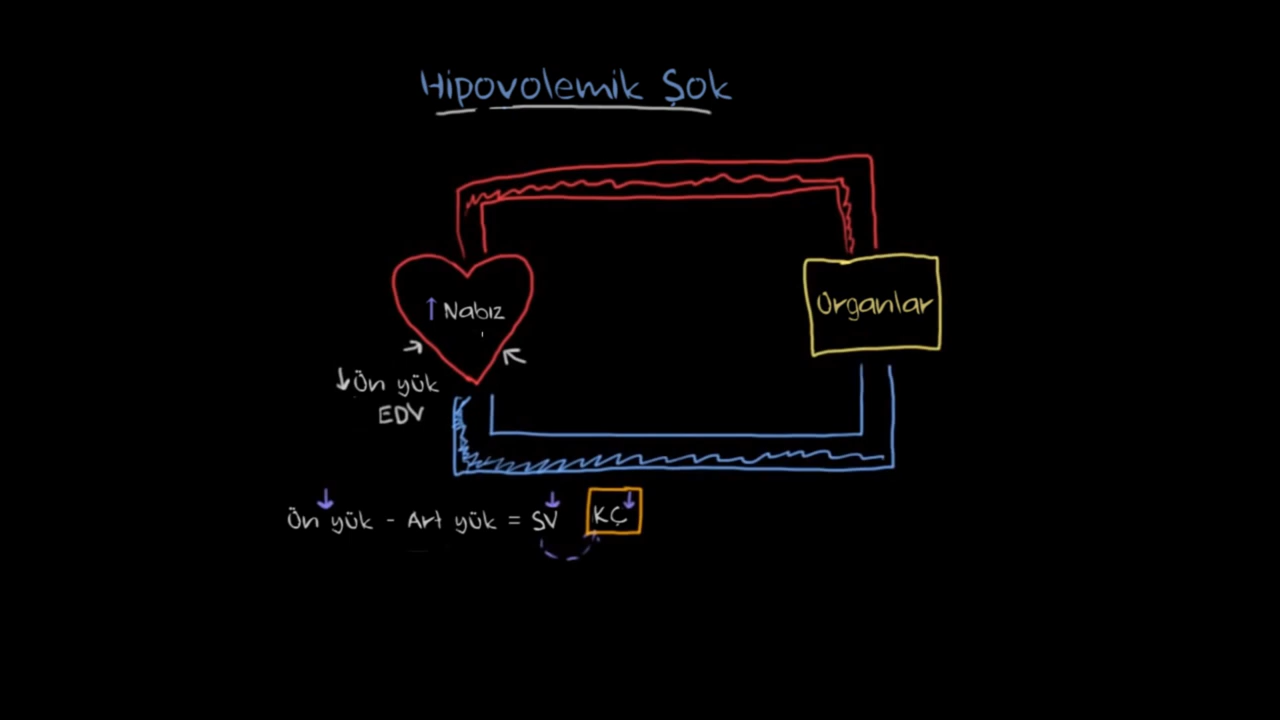 Hipovolemik Şok
↑ Nabız
Organlar
↓Ön yük
EDV
↓ ↓ ↓
Ön yük - Art yük = SV KÇ